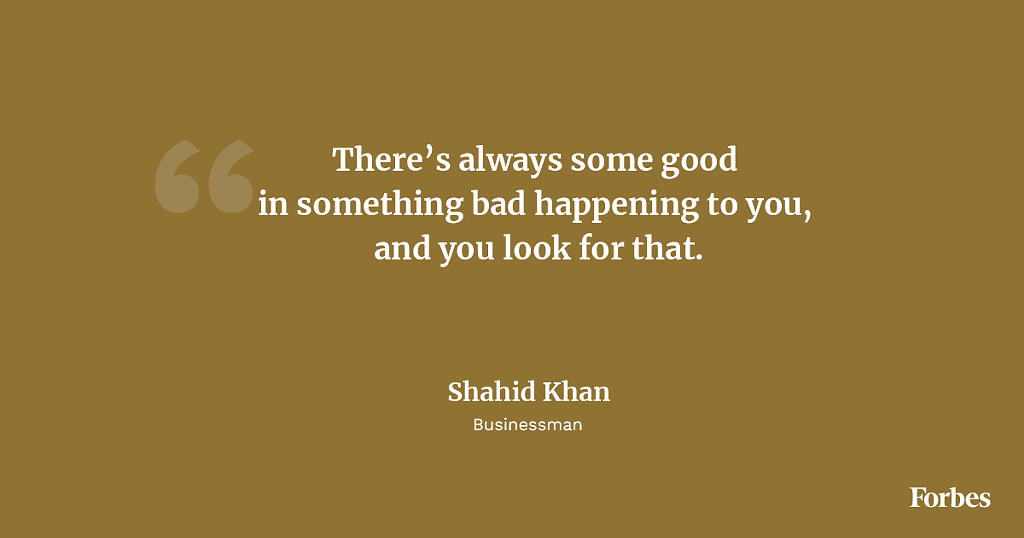 “
There’s always some good
in something bad happening to you,
and you look for that.
Shahid Khan
Businessman
Forbes